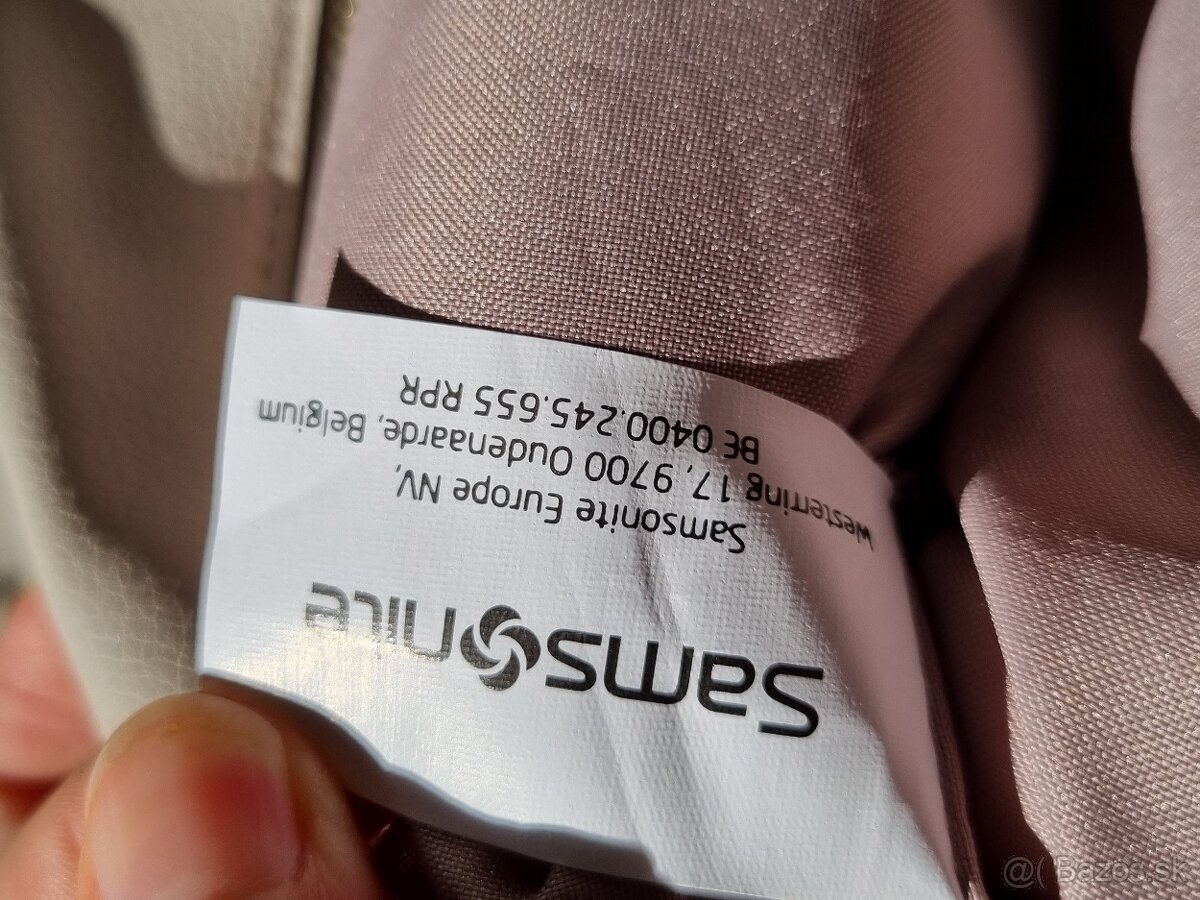 Samsonite
Samsonite Europe NV,
Westerring 17, 9700 Oudenaarde, Belgium
BE 0400.245.655 RPR
@( Bazos.sk